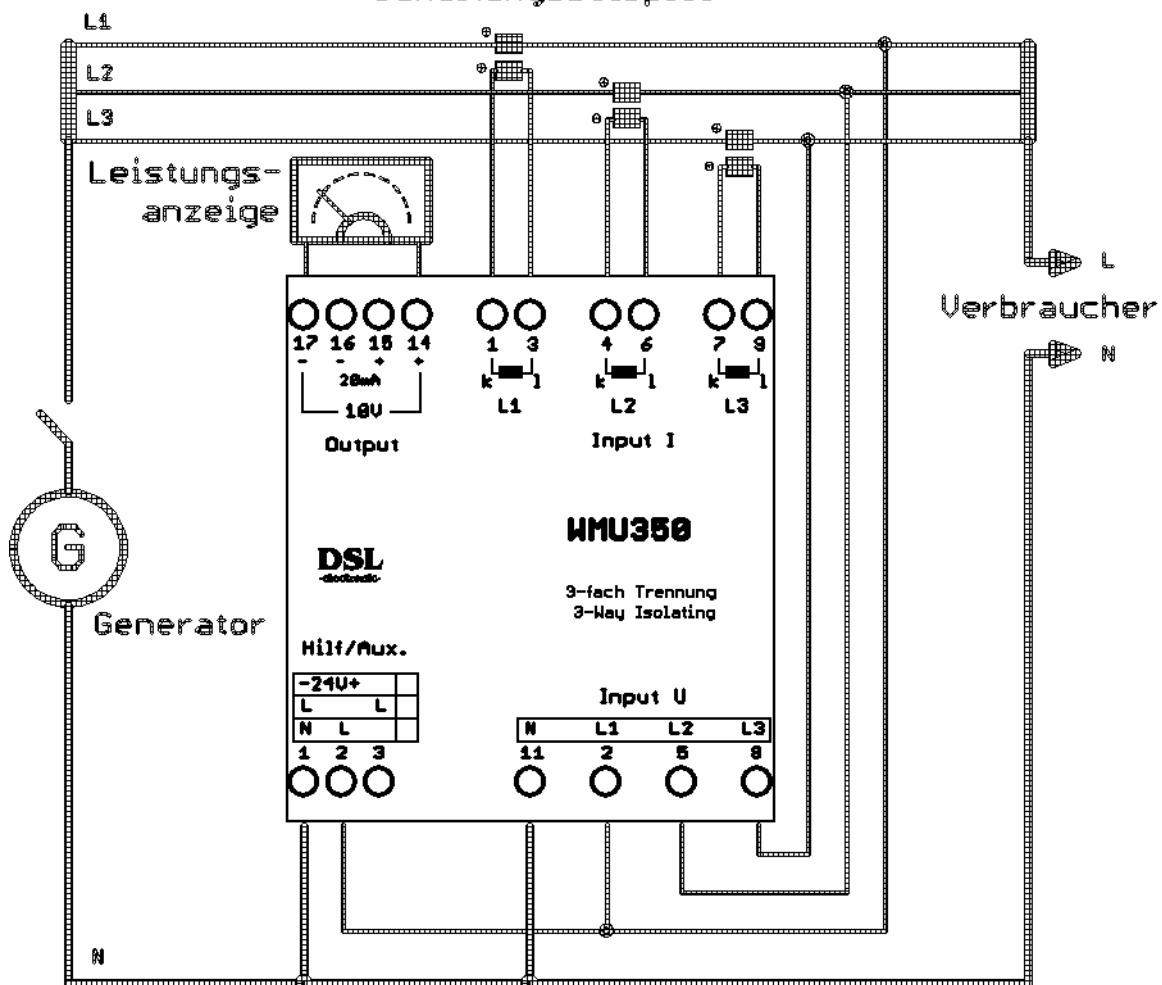 L1
L2
L3
Leistungs-
anzeige
L
Verbraucher
N
17 16 15 14
- - + +
20mA
10V
Output
1 3 4 6 7 9
k l k l k l
L1 L2 L3
Input I
G
Generator
WMU350
DSL
-electronic-
3-fach Trennung
3-Way Isolating
Hilf/Aux.
-24V+
L L
N L
1 2 3
Input U
N L1 L2 L3
11 2 5 8
N